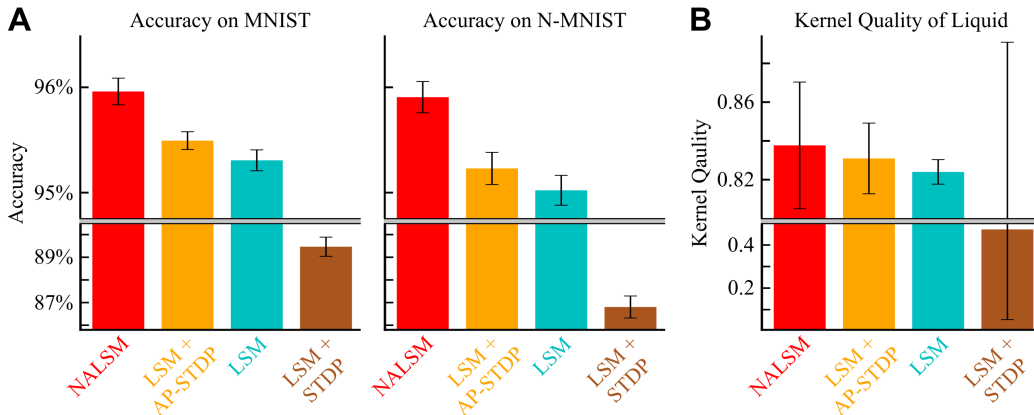 A
Accuracy on MNIST
Accuracy on N-MNIST
B
Kernel Quality of Liquid
Accuracy
96%
95%
89%
87%
NALSM
LSM +
AP-STDP
LSM
LSM +
STDP
NALSM
LSM +
AP-STDP
LSM
LSM +
STDP
Kernel Qaulity
0.86
0.82
0.4
0.2
NALSM
LSM +
AP-STDP
LSM
LSM +
STDP